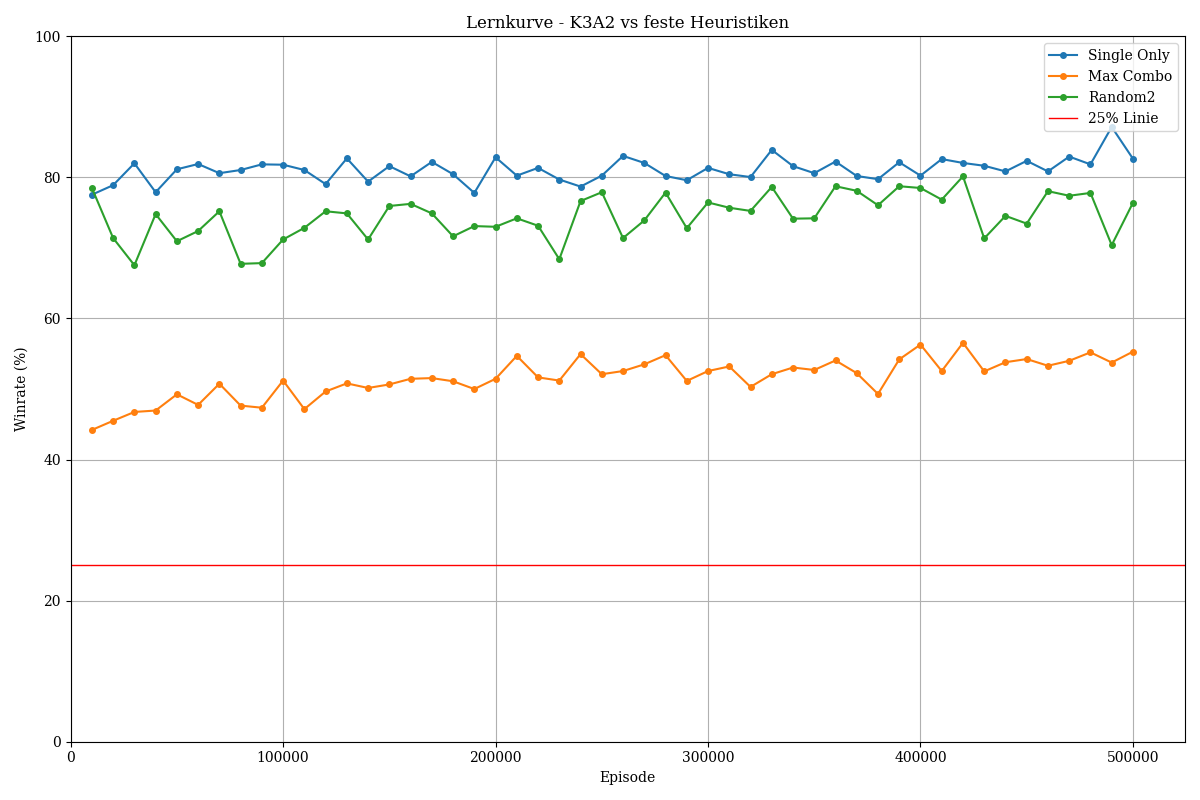 Lernkurve - K3A2 vs feste Heuristiken
100
80
60
40
20
0
Winrate (%)
Single Only
Max Combo
Random2
25% Linie
0 100000 200000 300000 400000 500000
Episode